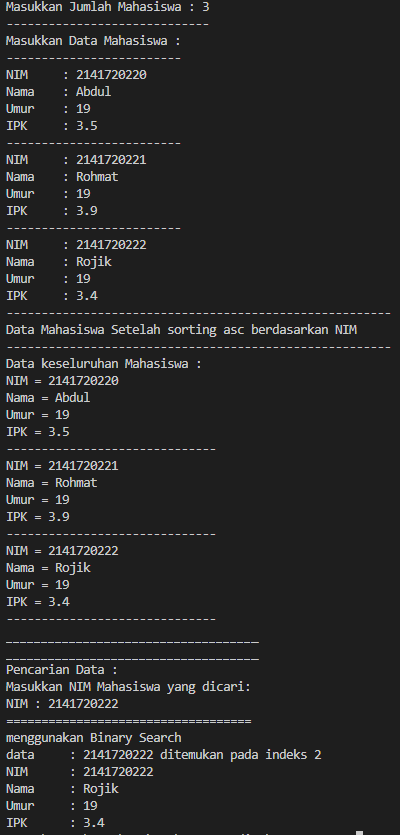 Masukkan Jumlah Mahasiswa : 3
-----------------------------
Masukkan Data Mahasiswa :
-------------------------
NIM     : 2141720220
Nama    : Abdul
Umur    : 19
IPK     : 3.5
-------------------------
NIM     : 2141720221
Nama    : Rohmat
Umur    : 19
IPK     : 3.9
-------------------------
NIM     : 2141720222
Nama    : Rojik
Umur    : 19
IPK     : 3.4
-------------------------------------------------------
Data Mahasiswa Setelah sorting asc berdasarkan NIM
-------------------------------------------------------
Data keseluruhan Mahasiswa :
NIM = 2141720220
Nama = Abdul
Umur = 19
IPK = 3.5
------------------------------
NIM = 2141720221
Nama = Rohmat
Umur = 19
IPK = 3.9
------------------------------
NIM = 2141720222
Nama = Rojik
Umur = 19
IPK = 3.4
------------------------------
____________________________________
____________________________________
Pencarian Data :
Masukkan NIM Mahasiswa yang dicari:
NIM : 2141720222
===================================
menggunakan Binary Search
data     : 2141720222 ditemukan pada indeks 2
NIM      : 2141720222
Nama     : Rojik
Umur     : 19
IPK      : 3.4